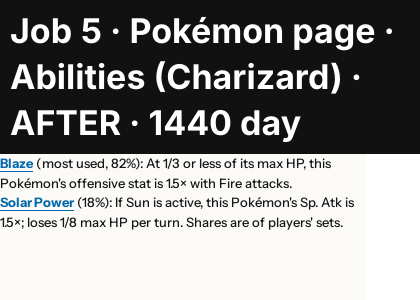 Job 5 · Pokémon page ·
Abilities (Charizard) ·
AFTER · 1440 day
Blaze (most used, 82%): At 1/3 or less of its max HP, this
Pokémon's offensive stat is 1.5× with Fire attacks.
Solar Power (18%): If Sun is active, this Pokémon's Sp. Atk is
1.5×; loses 1/8 max HP per turn. Shares are of players' sets.